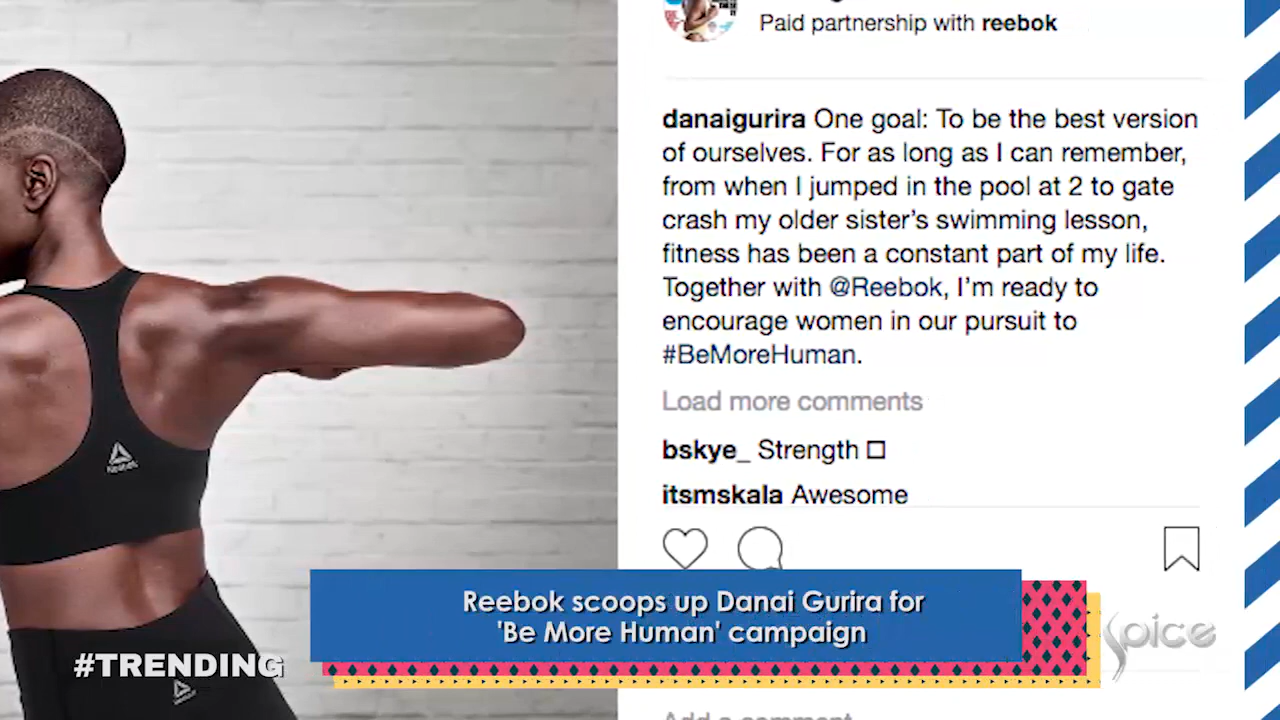 Paid partnership with reebok
danaigurira One goal: To be the best version
of ourselves. For as long as I can remember,
from when I jumped in the pool at 2 to gate
crash my older sister's swimming lesson,
fitness has been a constant part of my life.
Together with @Reebok, I'm ready to
encourage women in our pursuit to
#BeMoreHuman.
Load more comments
bskye_ Strength
itsmskala Awesome
Reebok
Reebok scoops up Danai Gurira for
'Be More Human' campaign
#TRENDING
Spice
Add a comment